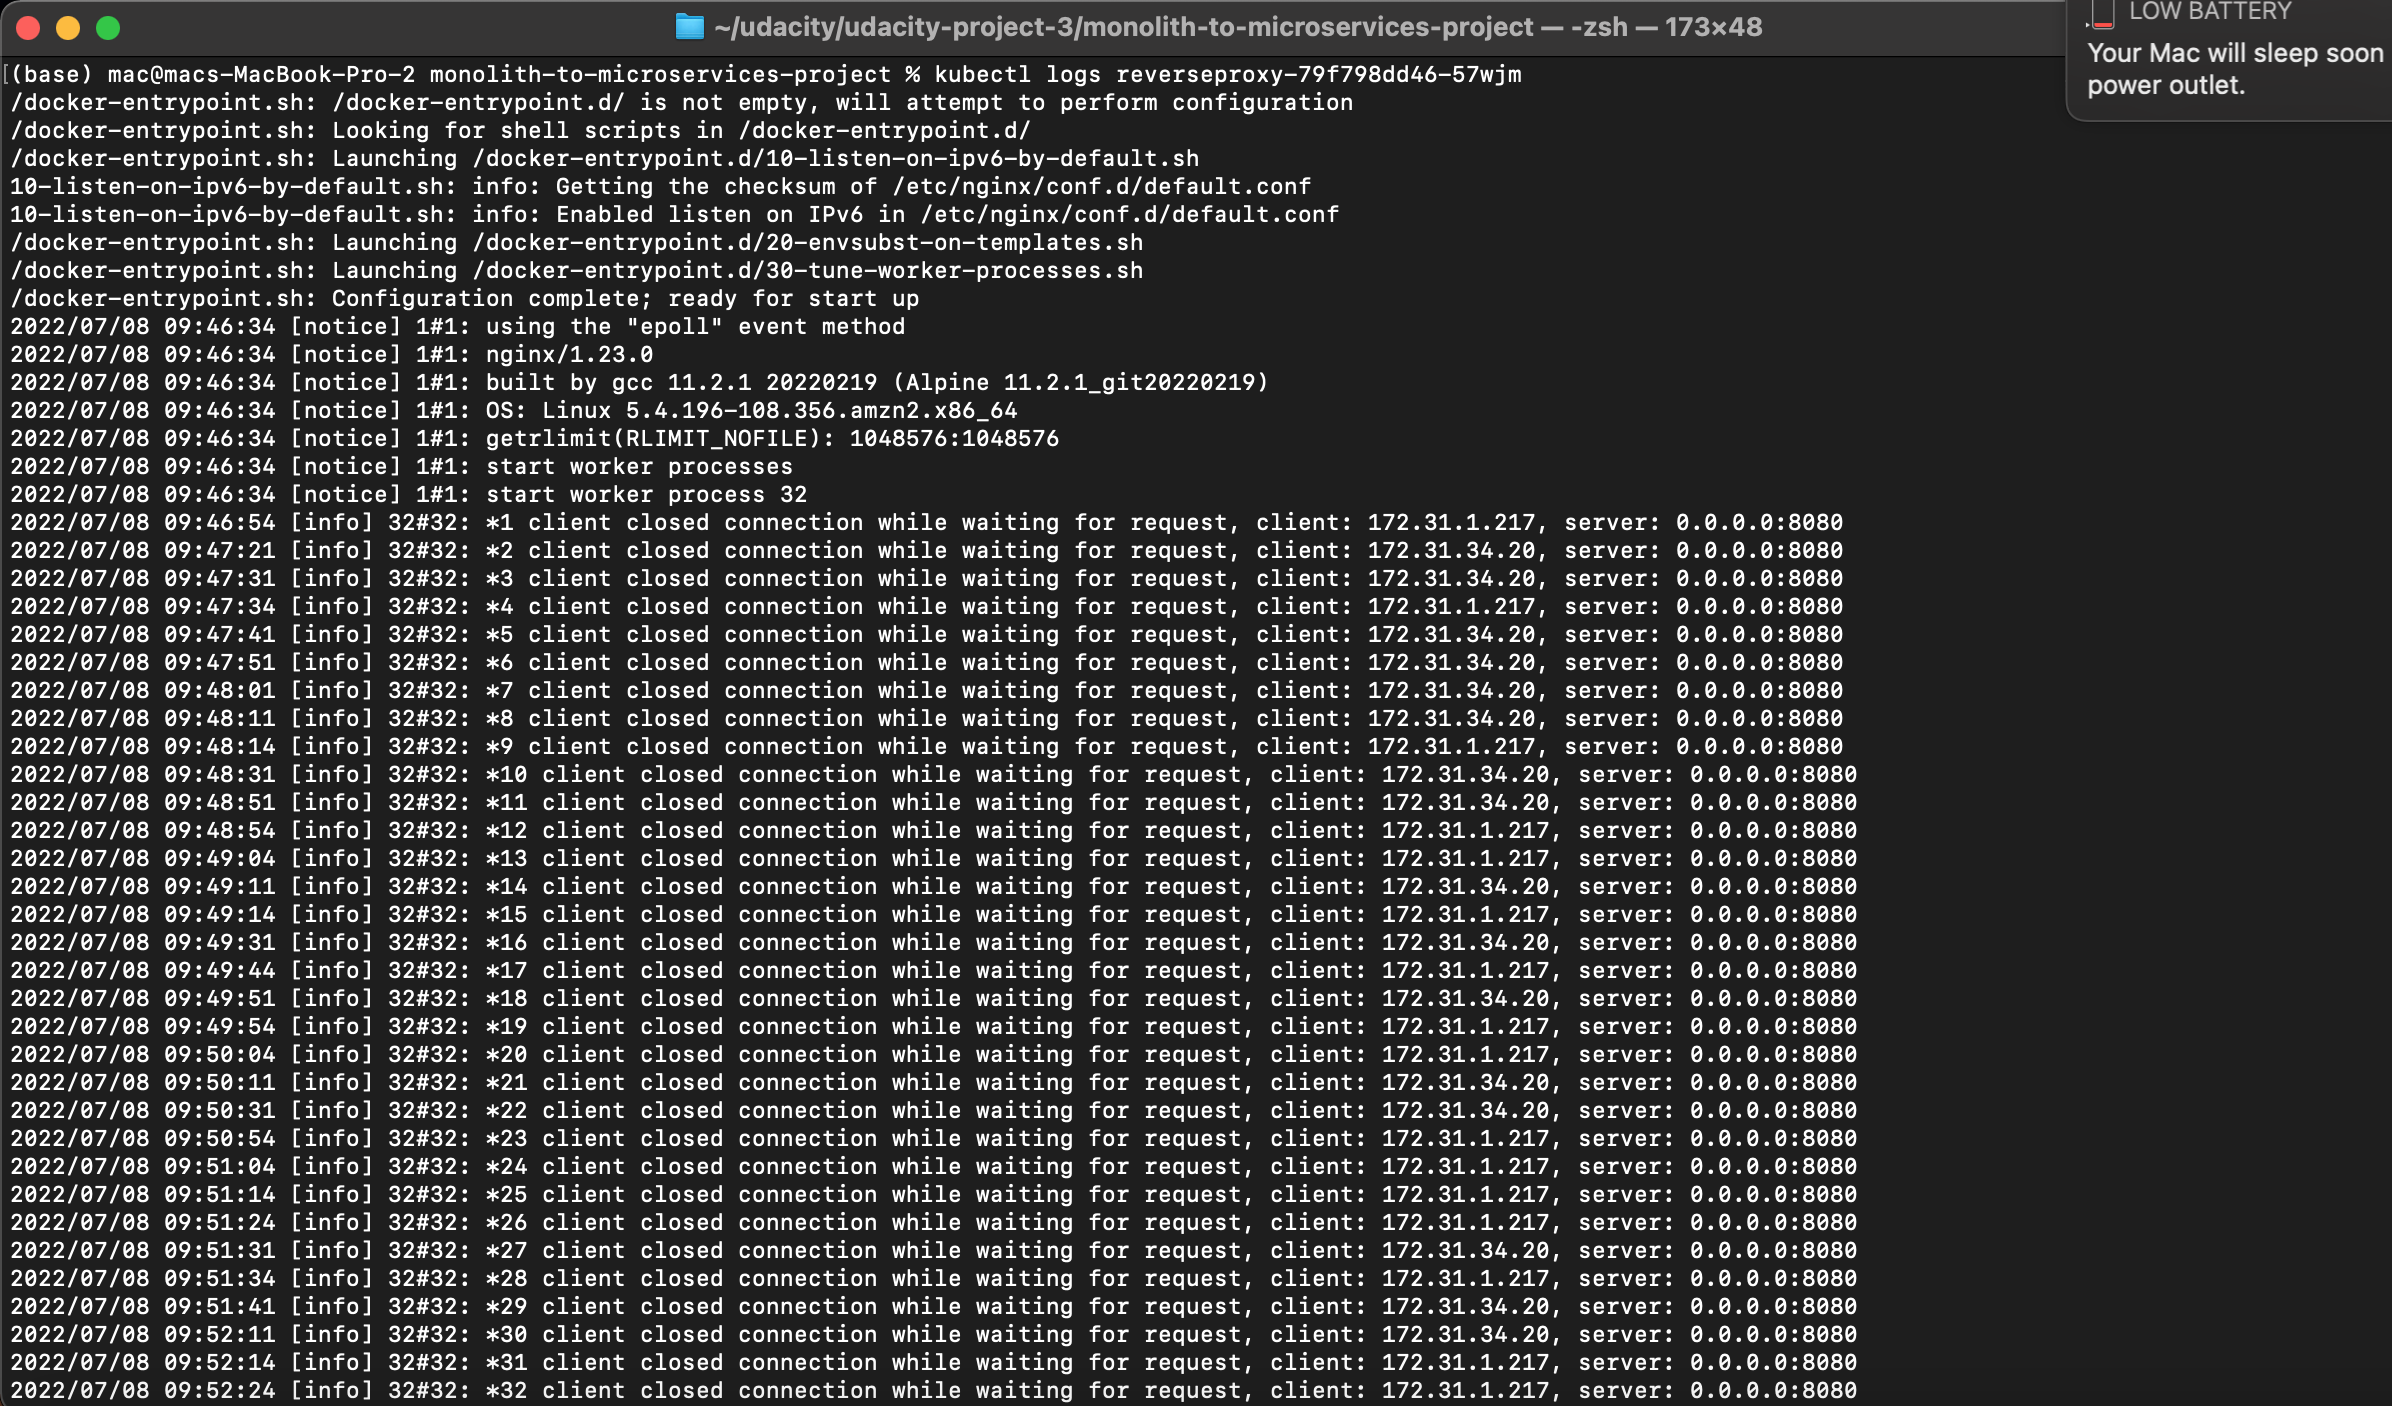 ~/udacity/udacity-project-3/monolith-to-microservices-project — -zsh — 173×48
LOW BATTERY
Your Mac will sleep soon
power outlet.
(base) mac@macs-MacBook-Pro-2 monolith-to-microservices-project % kubectl logs reverseproxy-79f798dd46-57wjm
/docker-entrypoint.sh: /docker-entrypoint.d/ is not empty, will attempt to perform configuration
/docker-entrypoint.sh: Looking for shell scripts in /docker-entrypoint.d/
/docker-entrypoint.sh: Launching /docker-entrypoint.d/10-listen-on-ipv6-by-default.sh
10-listen-on-ipv6-by-default.sh: info: Getting the checksum of /etc/nginx/conf.d/default.conf
10-listen-on-ipv6-by-default.sh: info: Enabled listen on IPv6 in /etc/nginx/conf.d/default.conf
/docker-entrypoint.sh: Launching /docker-entrypoint.d/20-envsubst-on-templates.sh
/docker-entrypoint.sh: Launching /docker-entrypoint.d/30-tune-worker-processes.sh
/docker-entrypoint.sh: Configuration complete; ready for start up
2022/07/08 09:46:34 [notice] 1#1: using the "epoll" event method
2022/07/08 09:46:34 [notice] 1#1: nginx/1.23.0
2022/07/08 09:46:34 [notice] 1#1: built by gcc 11.2.1 20220219 (Alpine 11.2.1_git20220219)
2022/07/08 09:46:34 [notice] 1#1: OS: Linux 5.4.196-108.356.amzn2.x86_64
2022/07/08 09:46:34 [notice] 1#1: getrlimit(RLIMIT_NOFILE): 1048576:1048576
2022/07/08 09:46:34 [notice] 1#1: start worker processes
2022/07/08 09:46:34 [notice] 1#1: start worker process 32
2022/07/08 09:46:54 [info] 32#32: *1 client closed connection while waiting for request, client: 172.31.1.217, server: 0.0.0.0:8080
2022/07/08 09:47:21 [info] 32#32: *2 client closed connection while waiting for request, client: 172.31.34.20, server: 0.0.0.0:8080
2022/07/08 09:47:31 [info] 32#32: *3 client closed connection while waiting for request, client: 172.31.34.20, server: 0.0.0.0:8080
2022/07/08 09:47:34 [info] 32#32: *4 client closed connection while waiting for request, client: 172.31.1.217, server: 0.0.0.0:8080
2022/07/08 09:47:41 [info] 32#32: *5 client closed connection while waiting for request, client: 172.31.34.20, server: 0.0.0.0:8080
2022/07/08 09:47:51 [info] 32#32: *6 client closed connection while waiting for request, client: 172.31.34.20, server: 0.0.0.0:8080
2022/07/08 09:48:01 [info] 32#32: *7 client closed connection while waiting for request, client: 172.31.34.20, server: 0.0.0.0:8080
2022/07/08 09:48:11 [info] 32#32: *8 client closed connection while waiting for request, client: 172.31.34.20, server: 0.0.0.0:8080
2022/07/08 09:48:14 [info] 32#32: *9 client closed connection while waiting for request, client: 172.31.1.217, server: 0.0.0.0:8080
2022/07/08 09:48:31 [info] 32#32: *10 client closed connection while waiting for request, client: 172.31.34.20, server: 0.0.0.0:8080
2022/07/08 09:48:51 [info] 32#32: *11 client closed connection while waiting for request, client: 172.31.34.20, server: 0.0.0.0:8080
2022/07/08 09:48:54 [info] 32#32: *12 client closed connection while waiting for request, client: 172.31.1.217, server: 0.0.0.0:8080
2022/07/08 09:49:04 [info] 32#32: *13 client closed connection while waiting for request, client: 172.31.1.217, server: 0.0.0.0:8080
2022/07/08 09:49:11 [info] 32#32: *14 client closed connection while waiting for request, client: 172.31.34.20, server: 0.0.0.0:8080
2022/07/08 09:49:14 [info] 32#32: *15 client closed connection while waiting for request, client: 172.31.1.217, server: 0.0.0.0:8080
2022/07/08 09:49:31 [info] 32#32: *16 client closed connection while waiting for request, client: 172.31.34.20, server: 0.0.0.0:8080
2022/07/08 09:49:44 [info] 32#32: *17 client closed connection while waiting for request, client: 172.31.1.217, server: 0.0.0.0:8080
2022/07/08 09:49:51 [info] 32#32: *18 client closed connection while waiting for request, client: 172.31.34.20, server: 0.0.0.0:8080
2022/07/08 09:49:54 [info] 32#32: *19 client closed connection while waiting for request, client: 172.31.1.217, server: 0.0.0.0:8080
2022/07/08 09:50:04 [info] 32#32: *20 client closed connection while waiting for request, client: 172.31.1.217, server: 0.0.0.0:8080
2022/07/08 09:50:11 [info] 32#32: *21 client closed connection while waiting for request, client: 172.31.34.20, server: 0.0.0.0:8080
2022/07/08 09:50:31 [info] 32#32: *22 client closed connection while waiting for request, client: 172.31.34.20, server: 0.0.0.0:8080
2022/07/08 09:50:54 [info] 32#32: *23 client closed connection while waiting for request, client: 172.31.1.217, server: 0.0.0.0:8080
2022/07/08 09:51:04 [info] 32#32: *24 client closed connection while waiting for request, client: 172.31.1.217, server: 0.0.0.0:8080
2022/07/08 09:51:14 [info] 32#32: *25 client closed connection while waiting for request, client: 172.31.1.217, server: 0.0.0.0:8080
2022/07/08 09:51:24 [info] 32#32: *26 client closed connection while waiting for request, client: 172.31.1.217, server: 0.0.0.0:8080
2022/07/08 09:51:31 [info] 32#32: *27 client closed connection while waiting for request, client: 172.31.34.20, server: 0.0.0.0:8080
2022/07/08 09:51:34 [info] 32#32: *28 client closed connection while waiting for request, client: 172.31.1.217, server: 0.0.0.0:8080
2022/07/08 09:51:41 [info] 32#32: *29 client closed connection while waiting for request, client: 172.31.34.20, server: 0.0.0.0:8080
2022/07/08 09:52:11 [info] 32#32: *30 client closed connection while waiting for request, client: 172.31.34.20, server: 0.0.0.0:8080
2022/07/08 09:52:14 [info] 32#32: *31 client closed connection while waiting for request, client: 172.31.1.217, server: 0.0.0.0:8080
2022/07/08 09:52:24 [info] 32#32: *32 client closed connection while waiting for request, client: 172.31.1.217, server: 0.0.0.0:8080